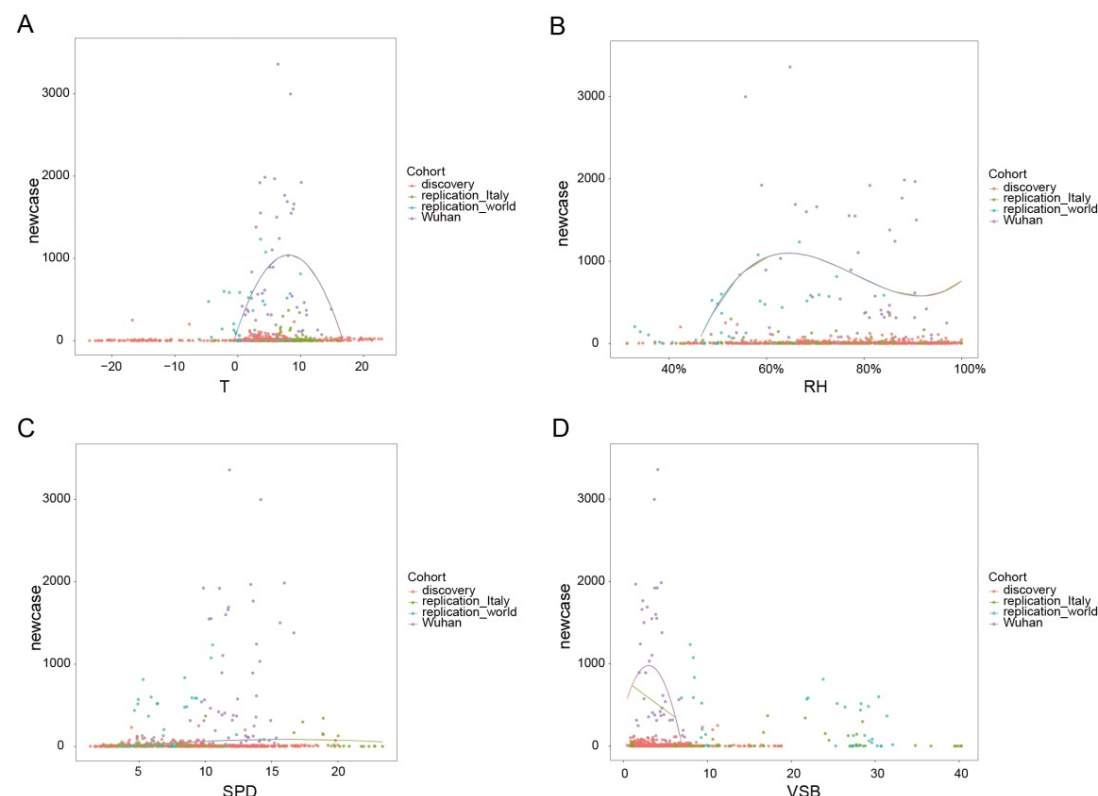 A
newcase
3000
2000
1000
0
−20
−10
0
10
20
T
Cohort
discovery
replication_Italy
replication_world
Wuhan
B
newcase
3000
2000
1000
0
40%
60%
80%
100%
RH
Cohort
discovery
replication_Italy
replication_world
Wuhan
C
newcase
3000
2000
1000
0
5
10
15
20
SPD
Cohort
discovery
replication_Italy
replication_world
Wuhan
D
newcase
3000
2000
1000
0
0
10
20
30
40
VSB
Cohort
discovery
replication_Italy
replication_world
Wuhan